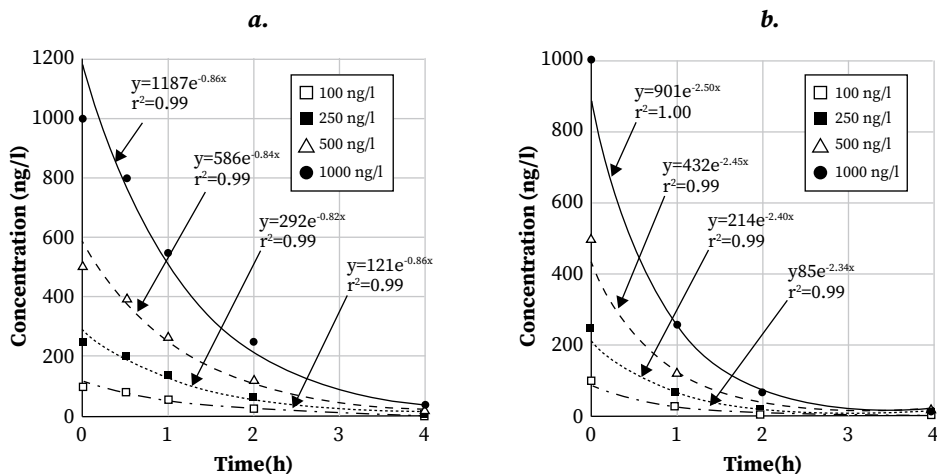 a.
Concentration (ng/l)
1200
1000
800
600
400
200
0
0
1
2
3
4
Time(h)
y=1187e^-0.86x
r²=0.99
y=586e^-0.84x
r²=0.99
y=292e^-0.82x
r²=0.99
y=121e^-0.86x
r²=0.99
100 ng/l
250 ng/l
500 ng/l
1000 ng/l
b.
Concentration (ng/l)
1000
800
600
400
200
0
0
1
2
3
4
Time(h)
y=901e^-2.50x
r²=1.00
y=432e^-2.45x
r²=0.99
y=214e^-2.40x
r²=0.99
y85e^-2.34x
r²=0.99
100 ng/l
250 ng/l
500 ng/l
1000 ng/l